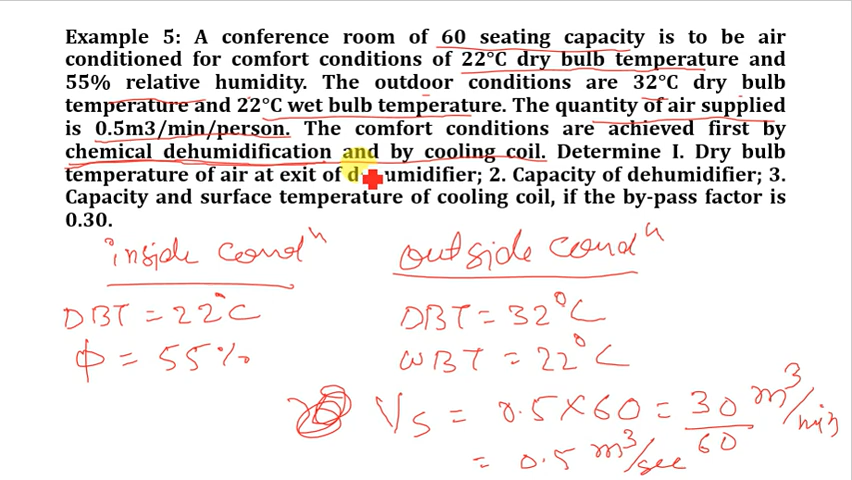 Example 5: A conference room of 60 seating capacity is to be air
conditioned for comfort conditions of 22°C dry bulb temperature and
55% relative humidity. The outdoor conditions are 32°C dry bulb
temperature and 22°C wet bulb temperature. The quantity of air supplied
is 0.5m3/min/person. The comfort conditions are achieved first by
chemical dehumidification and by cooling coil. Determine I. Dry bulb
temperature of air at exit of dehumidifier; 2. Capacity of dehumidifier; 3.
Capacity and surface temperature of cooling coil, if the by-pass factor is
0.30.
inside condⁿ
outside condⁿ
DBT = 22°C
DBT = 32°C
φ = 55%
WBT = 22°C
Vs = 0.5×60 = 30/60 m³/min
= 0.5 m³/sec